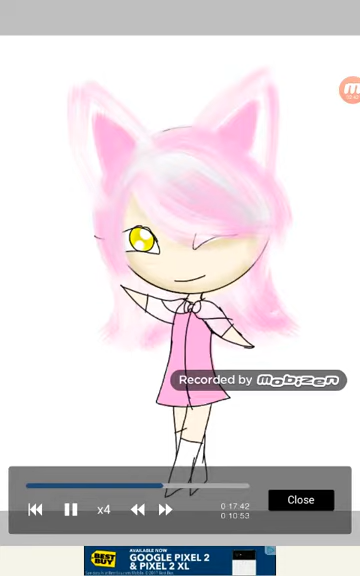 m
Recorded by mobizen
x4
0:17:42
0:10:53
Close
BEST BUY
AVAILABLE NOW
GOOGLE PIXEL 2
& PIXEL 2 XL